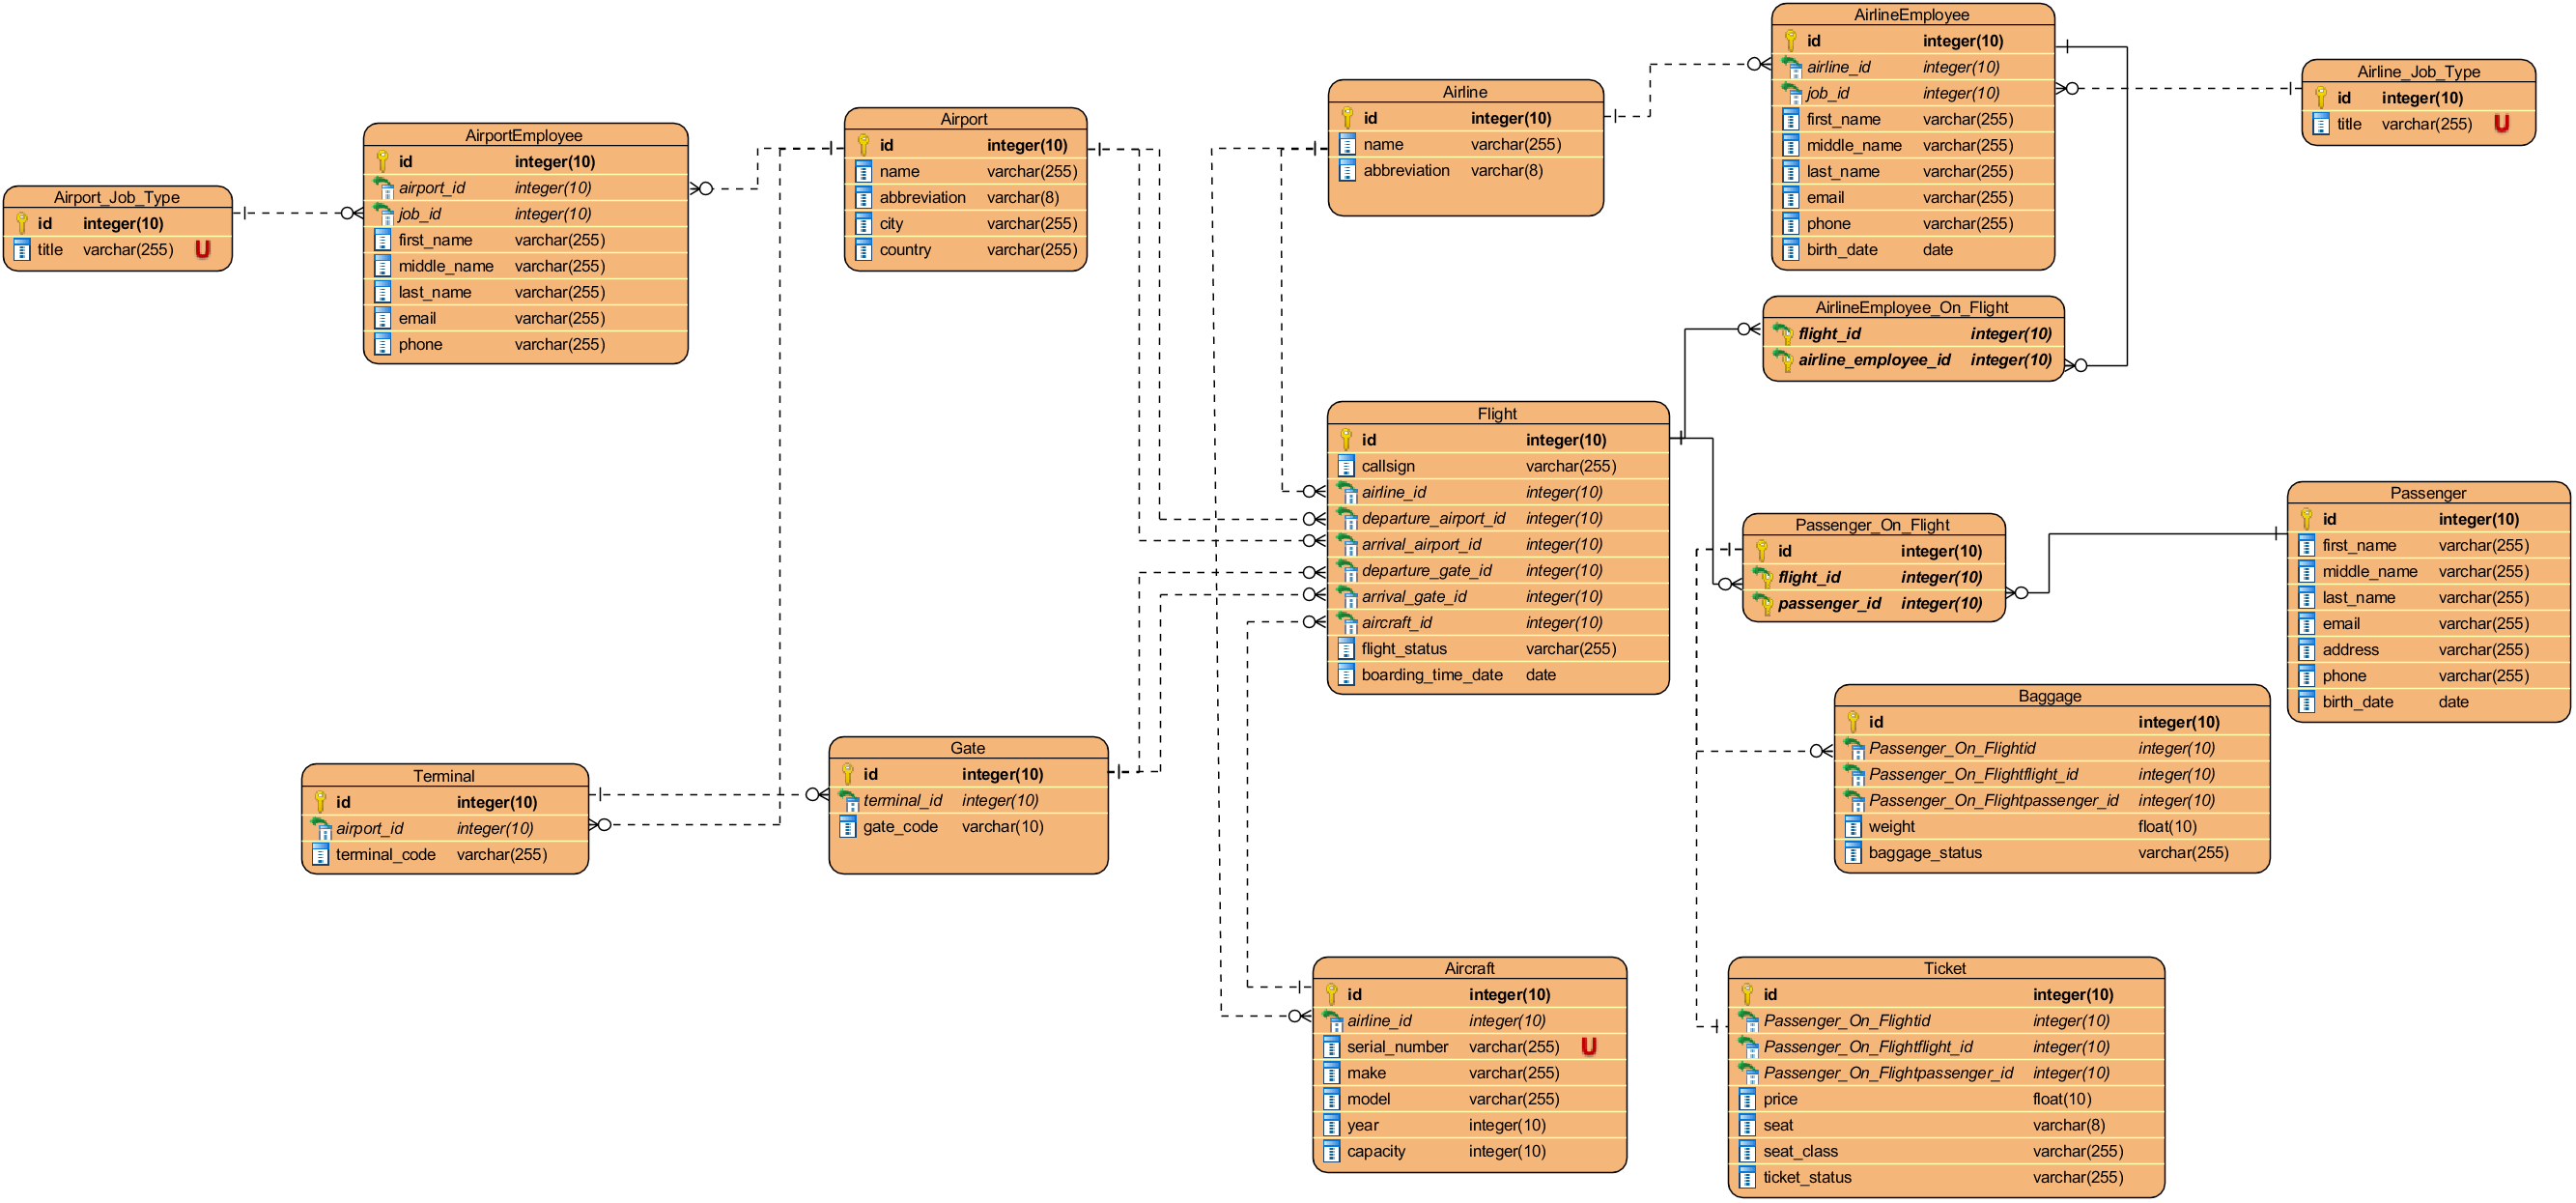 AirlineEmployee
id integer(10)
airline_id integer(10)
job_id integer(10)
first_name varchar(255)
middle_name varchar(255)
last_name varchar(255)
email varchar(255)
phone varchar(255)
birth_date date
Airline_Job_Type
id integer(10)
title varchar(255) U
Airline
id integer(10)
name varchar(255)
abbreviation varchar(8)
Airport
id integer(10)
name varchar(255)
abbreviation varchar(8)
city varchar(255)
country varchar(255)
AirportEmployee
id integer(10)
airport_id integer(10)
job_id integer(10)
first_name varchar(255)
middle_name varchar(255)
last_name varchar(255)
email varchar(255)
phone varchar(255)
Airport_Job_Type
id integer(10)
title varchar(255) U
AirlineEmployee_On_Flight
flight_id integer(10)
airline_employee_id integer(10)
Flight
id integer(10)
callsign varchar(255)
airline_id integer(10)
departure_airport_id integer(10)
arrival_airport_id integer(10)
departure_gate_id integer(10)
arrival_gate_id integer(10)
aircraft_id integer(10)
flight_status varchar(255)
boarding_time_date date
Passenger_On_Flight
id integer(10)
flight_id integer(10)
passenger_id integer(10)
Passenger
id integer(10)
first_name varchar(255)
middle_name varchar(255)
last_name varchar(255)
email varchar(255)
address varchar(255)
phone varchar(255)
birth_date date
Baggage
id integer(10)
Passenger_On_Flightid integer(10)
Passenger_On_Flightflight_id integer(10)
Passenger_On_Flightpassenger_id integer(10)
weight float(10)
baggage_status varchar(255)
Terminal
id integer(10)
airport_id integer(10)
terminal_code varchar(255)
Gate
id integer(10)
terminal_id integer(10)
gate_code varchar(10)
Aircraft
id integer(10)
airline_id integer(10)
serial_number varchar(255) U
make varchar(255)
model varchar(255)
year integer(10)
capacity integer(10)
Ticket
id integer(10)
Passenger_On_Flightid integer(10)
Passenger_On_Flightflight_id integer(10)
Passenger_On_Flightpassenger_id integer(10)
price float(10)
seat varchar(8)
seat_class varchar(255)
ticket_status varchar(255)